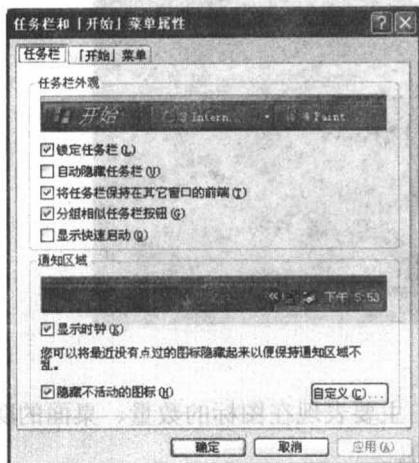 任务栏和「开始」菜单属性
任务栏 「开始」菜单
任务栏外观
开始 3 Intern... 4 Paint
锁定任务栏(L)
自动隐藏任务栏(U)
将任务栏保持在其它窗口的前端(T)
分组相似任务栏按钮(G)
显示快速启动(Q)
通知区域
下午 5:53
显示时钟(K)
您可以将最近没有点过的图标隐藏起来以便保持通知区域不
乱。
隐藏不活动的图标(H) 自定义(C)...
确定 取消 应用(A)